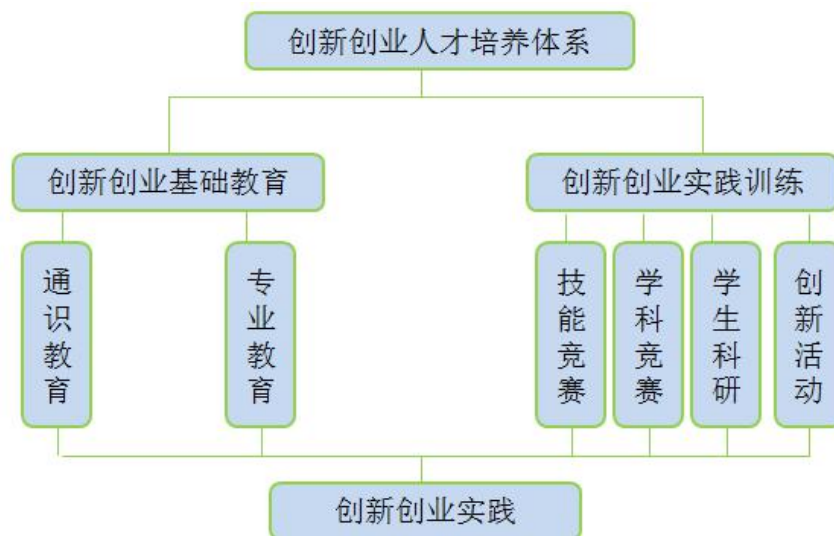 创新创业人才培养体系
创新创业基础教育
创新创业实践训练
通识教育
专业教育
技能竞赛
学科竞赛
学生科研
创新活动
创新创业实践